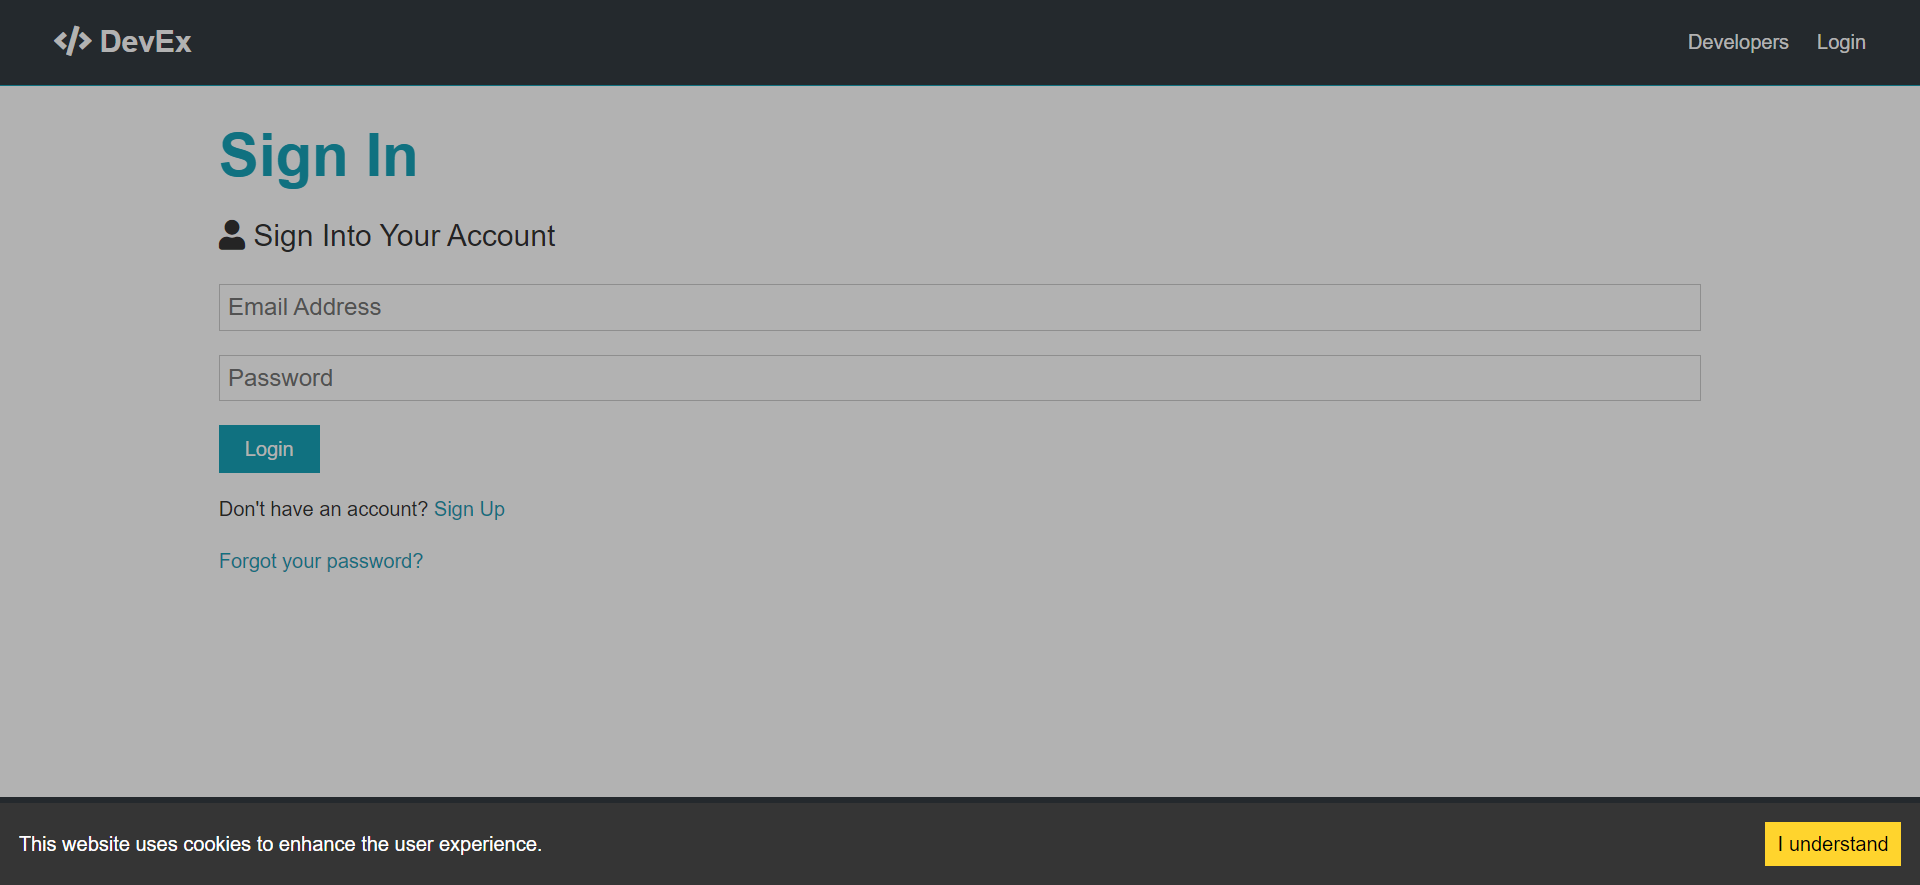 DevEx
Developers Login
Sign In
Sign Into Your Account
Email Address
Password
Login
Don't have an account? Sign Up
Forgot your password?
This website uses cookies to enhance the user experience.
I understand